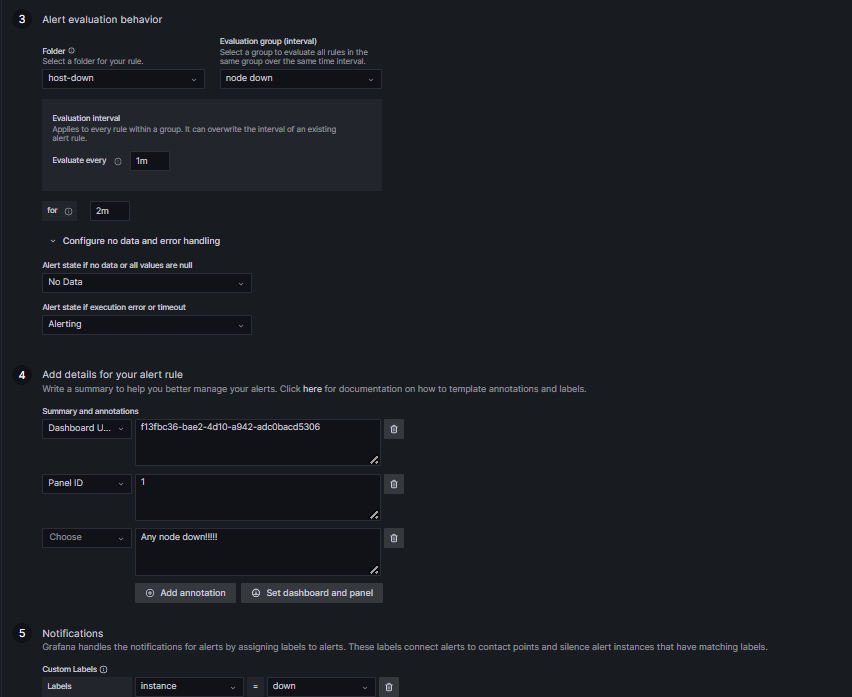 3 Alert evaluation behavior
Folder
Select a folder for your rule.
host-down
Evaluation group (interval)
Select a group to evaluate all rules in the
same group over the same time interval.
node down
Evaluation interval
Applies to every rule within a group. It can overwrite the interval of an existing
alert rule.
Evaluate every 1m
for 2m
Configure no data and error handling
Alert state if no data or all values are null
No Data
Alert state if execution error or timeout
Alerting
4 Add details for your alert rule
Write a summary to help you better manage your alerts. Click here for documentation on how to template annotations and labels.
Summary and annotations
Dashboard U... f13fbc36-bae2-4d10-a942-adc0bacd5306
Panel ID 1
Choose Any node down!!!!!
Add annotation Set dashboard and panel
5 Notifications
Grafana handles the notifications for alerts by assigning labels to alerts. These labels connect alerts to contact points and silence alert instances that have matching labels.
Custom Labels
Labels instance = down